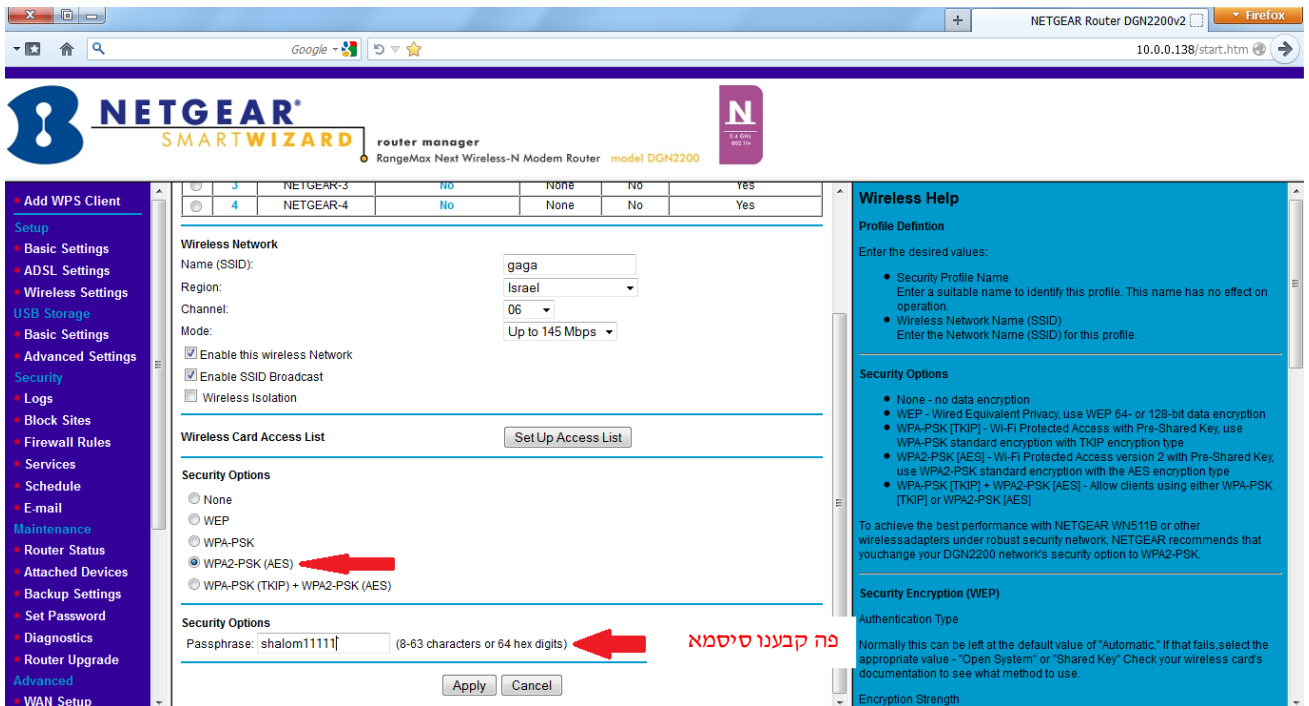 NETGEAR Router DGN2200v2
Firefox
Google
10.0.0.138/start.htm
NETGEAR®
SMARTWIZARD
router manager
RangeMax Next Wireless-N Modem Router model DGN2200
N
2.4 GHz
802.11n
Add WPS Client
Setup
Basic Settings
ADSL Settings
Wireless Settings
USB Storage
Basic Settings
Advanced Settings
Security
Logs
Block Sites
Firewall Rules
Services
Schedule
E-mail
Maintenance
Router Status
Attached Devices
Backup Settings
Set Password
Diagnostics
Router Upgrade
Advanced
WAN Setup
3 NETGEAR-3 No None No Yes
4 NETGEAR-4 No None No Yes
Wireless Network
Name (SSID): gaga
Region: Israel
Channel: 06
Mode: Up to 145 Mbps
Enable this wireless Network
Enable SSID Broadcast
Wireless Isolation
Wireless Card Access List Set Up Access List
Security Options
None
WEP
WPA-PSK
WPA2-PSK (AES)
WPA-PSK (TKIP) + WPA2-PSK (AES)
Security Options
Passphrase: shalom11111 (8-63 characters or 64 hex digits)
פה קבענו סיסמא
Apply Cancel
Wireless Help
Profile Defintion
Enter the desired values:
Security Profile Name
Enter a suitable name to identify this profile. This name has no effect on
operation.
Wireless Network Name (SSID)
Enter the Network Name (SSID) for this profile.
Security Options
None - no data encryption
WEP - Wired Equivalent Privacy, use WEP 64- or 128-bit data encryption
WPA-PSK [TKIP] - Wi-Fi Protected Access with Pre-Shared Key, use
WPA-PSK standard encryption with TKIP encryption type
WPA2-PSK [AES] - Wi-Fi Protected Access version 2 with Pre-Shared Key,
use WPA2-PSK standard encryption with the AES encryption type
WPA-PSK [TKIP] + WPA2-PSK [AES] - Allow clients using either WPA-PSK
[TKIP] or WPA2-PSK [AES]
To achieve the best performance with NETGEAR WN511B or other
wirelessadapters under robust security network, NETGEAR recommends that
youchange your DGN2200 network's security option to WPA2-PSK.
Security Encryption (WEP)
Authentication Type
Normally this can be left at the default value of "Automatic." If that fails,select the
appropriate value - "Open System" or "Shared Key" Check your wireless card's
documentation to see what method to use.
Encryption Strength